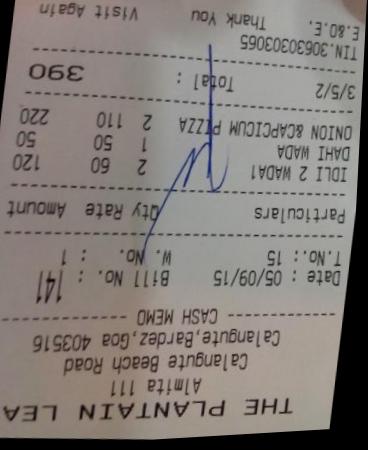 THE PLANTAIN LEA
Almita 111
Calangute Beach Road
Calangute,Bardez,Goa 403516
CASH MEMO
Date : 05/09/15 Bill No. : 141
T.No.: 15 W. No. : 1
Particulars Qty Rate Amount
IDLI 2 WADA1 2 60 120
DAHI WADA 1 50 50
ONION &CAPCICUM PIZZA 2 110 220
3/5/2 Total : 390
TIN.30630303065
E.&O.E. Thank You Visit Again